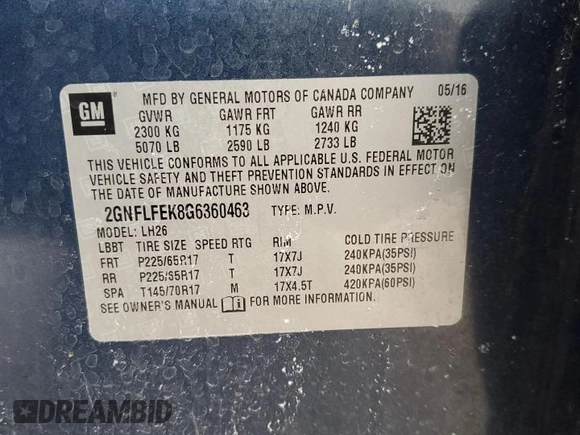 GM
MFD BY GENERAL MOTORS OF CANADA COMPANY 05/16
GVWR GAWR FRT GAWR RR
2300 KG 1175 KG 1240 KG
5070 LB 2590 LB 2733 LB
THIS VEHICLE CONFORMS TO ALL APPLICABLE U.S. FEDERAL MOTOR
VEHICLE SAFETY AND THEFT PREVENTION STANDARDS IN EFFECT ON
THE DATE OF MANUFACTURE SHOWN ABOVE.
2GNFLFEK8G6360463 TYPE: M.P.V.
MODEL: LH26
LBBT TIRE SIZE SPEED RTG RIM COLD TIRE PRESSURE
FRT P225/65R17 T 17X7J 240KPA(35PSI)
RR P225/65R17 T 17X7J 240KPA(35PSI)
SPA T145/70R17 M 17X4.5T 420KPA(60PSI)
SEE OWNER'S MANUAL FOR MORE INFORMATION.
DREAMBID